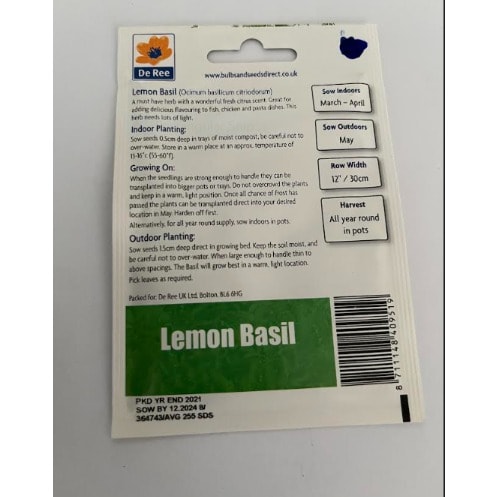 De Ree
www.bulbsandseedsdirect.co.uk
Lemon Basil (Ocimum basilicum citriodorum)
A must have herb with a wonderful fresh citrus scent. Great for
adding delicious flavouring to fish, chicken and pasta dishes. This
herb needs lots of light.
Indoor Planting:
Sow seeds 0.5cm deep in trays of moist compost, be careful not to
over-water. Store in a warm place at an approx. temperature of
13-16°c (55-60°f).
Growing On:
When the seedlings are strong enough to handle they can be
transplanted into bigger pots or trays. Do not overcrowd the plants
and keep in a warm, light position. Once all chance of frost has
passed the plants can be transplanted direct into your desired
location in May. Harden off first.
Alternatively, for all year round supply, sow indoors in pots.
Outdoor Planting:
Sow seeds 1.5cm deep direct in growing bed. Keep the soil moist, and
be careful not to over-water. When large enough to handle thin to
above spacings. The Basil will grow best in a warm, light location.
Pick leaves as required.
Packed for: De Ree UK Ltd, Bolton. BL6 6HG
Sow Indoors
March - April
Sow Outdoors
May
Row Width
12" / 30cm
Harvest
All year round
in pots
Lemon Basil
8 711148 409519
PKD YR END 2021
SOW BY 12.2024 B/
364743/AVG 255 SDS